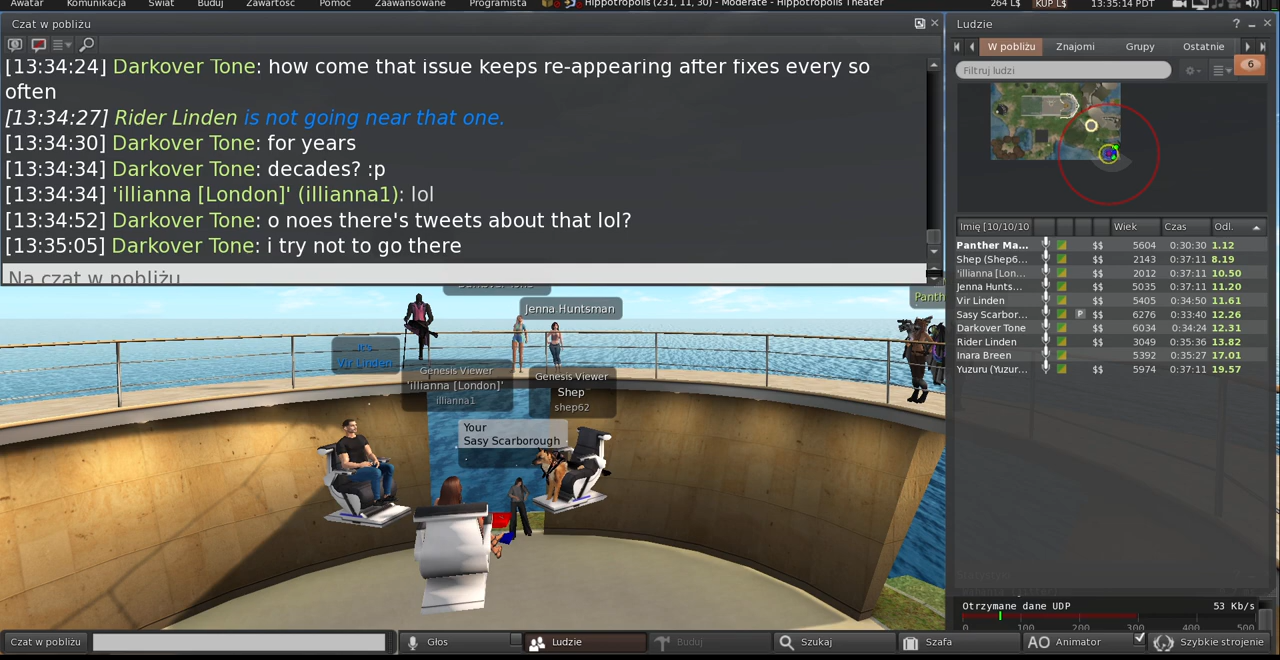 Awatar Komunikacja Świat Buduj Zawartość Pomoc Zaawansowane Programista Hippotropolis (231, 11, 30) - Moderate - Hippotropolis Theater 264 L$ KUP L$ 13:35:14 PDT
Czat w pobliżu
[13:34:24] Darkover Tone: how come that issue keeps re-appearing after fixes every so
often
[13:34:27] Rider Linden is not going near that one.
[13:34:30] Darkover Tone: for years
[13:34:34] Darkover Tone: decades? :p
[13:34:34] 'illianna [London]' (illianna1): lol
[13:34:52] Darkover Tone: o noes there's tweets about that lol?
[13:35:05] Darkover Tone: i try not to go there
Na czat w pobliżu
Jenna Huntsman
Panth
It's
Vir Linden
Genesis Viewer
'illianna [London]'
illianna1
Genesis Viewer
Shep
shep62
Your
Sasy Scarborough
Ludzie
W pobliżu Znajomi Grupy Ostatnie
Filtruj ludzi
6
Imię [10/10/10 Wiek Czas Odl.
Panther Ma... $$ 5604 0:30:30 1.12
Shep (Shep6... $$ 2143 0:37:11 8.19
'illianna [Lon... $$ 2012 0:37:11 10.50
Jenna Hunts... $$ 5035 0:37:11 11.20
Vir Linden $$ 5405 0:34:50 11.61
Sasy Scarbor... P $$ 6276 0:33:40 12.26
Darkover Tone $$ 6034 0:34:24 12.31
Rider Linden $$ 3049 0:35:36 13.82
Inara Breen 5392 0:35:27 17.01
Yuzuru (Yuzur... $$ 5974 0:37:11 19.57
Otrzymane dane UDP 53 Kb/s
0 100 200 300 400 500
Czat w pobliżu Głos Ludzie Buduj Szukaj Szafa AO Animator Szybkie strojenie